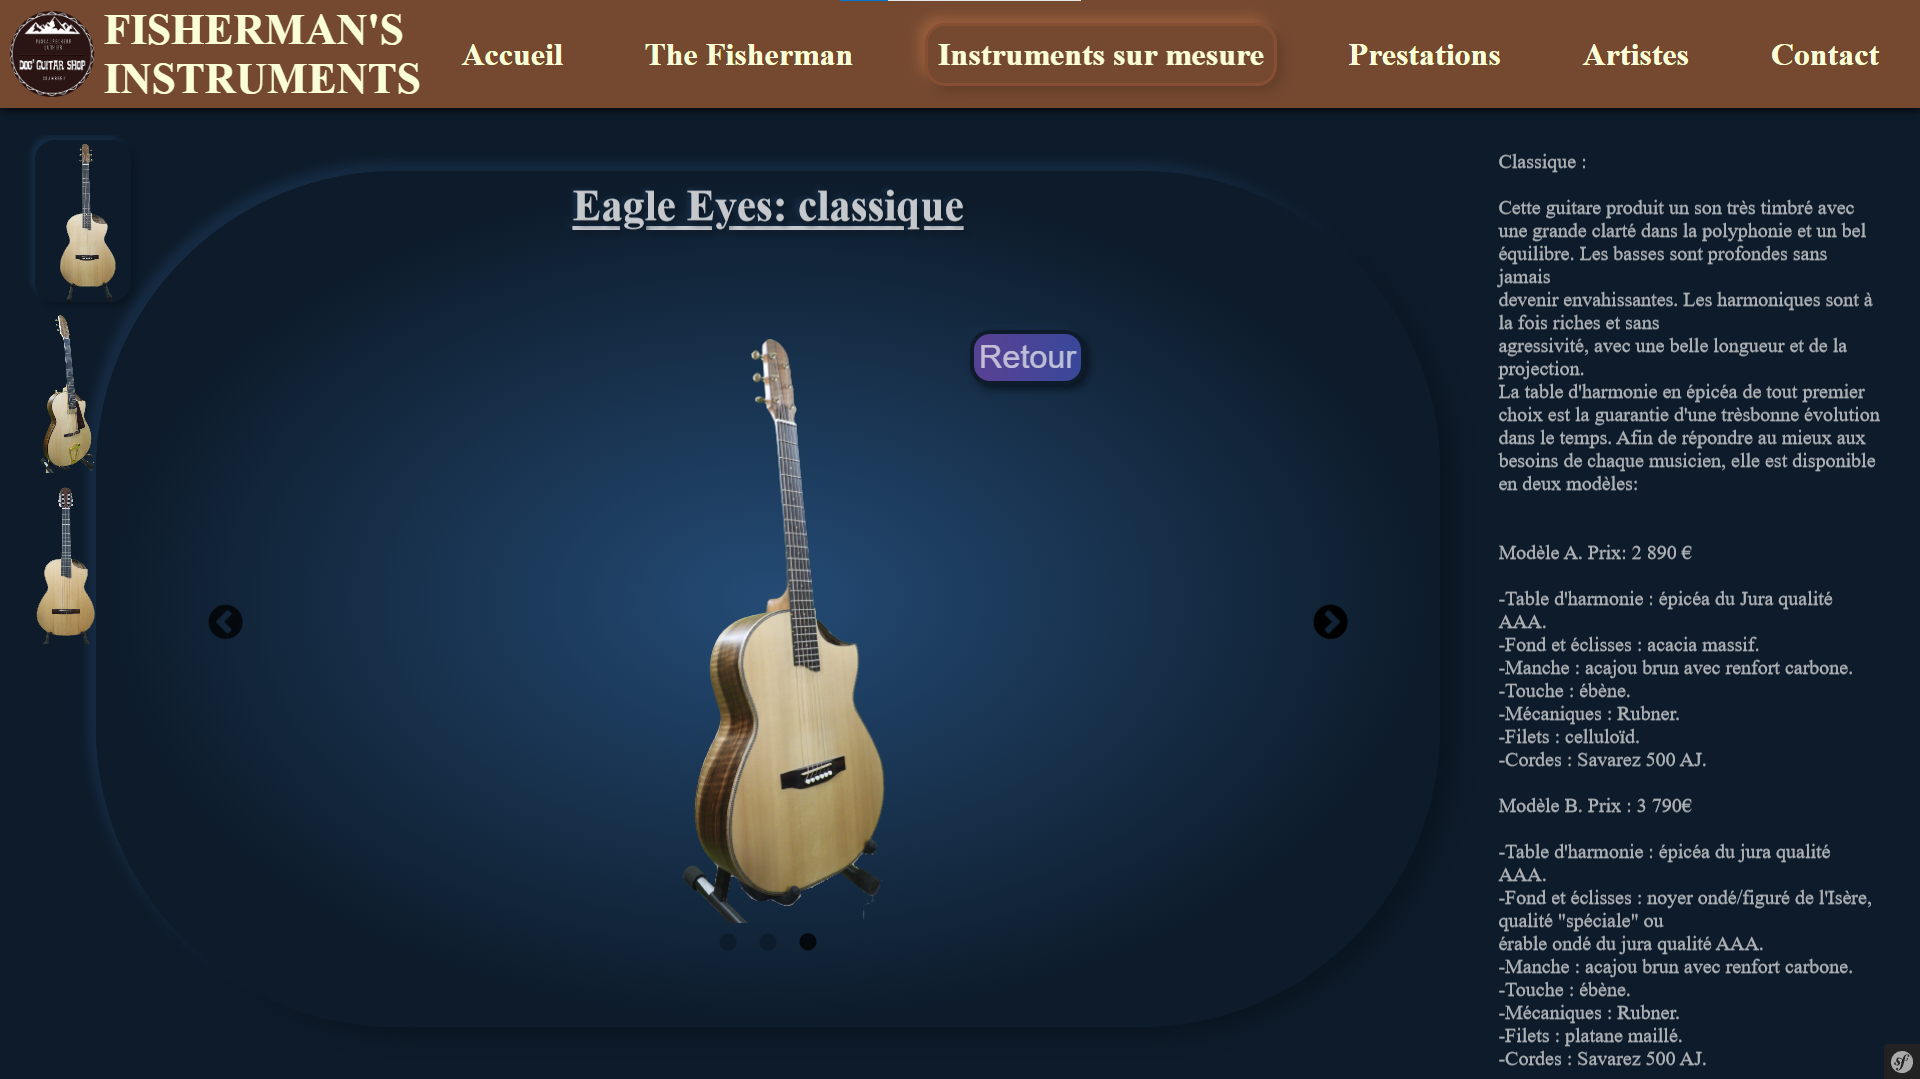 FISHERMAN'S
INSTRUMENTS
Accueil
The Fisherman
Instruments sur mesure
Prestations
Artistes
Contact
DOC' GUITAR SHOP
Eagle Eyes: classique
Retour
Classique :
Cette guitare produit un son très timbré avec
une grande clarté dans la polyphonie et un bel
équilibre. Les basses sont profondes sans
jamais
devenir envahissantes. Les harmoniques sont à
la fois riches et sans
agressivité, avec une belle longueur et de la
projection.
La table d'harmonie en épicéa de tout premier
choix est la guarantie d'une trèsbonne évolution
dans le temps. Afin de répondre au mieux aux
besoins de chaque musicien, elle est disponible
en deux modèles:
Modèle A. Prix: 2 890 €
-Table d'harmonie : épicéa du Jura qualité
AAA.
-Fond et éclisses : acacia massif.
-Manche : acajou brun avec renfort carbone.
-Touche : ébène.
-Mécaniques : Rubner.
-Filets : celluloïd.
-Cordes : Savarez 500 AJ.
Modèle B. Prix : 3 790€
-Table d'harmonie : épicéa du jura qualité
AAA.
-Fond et éclisses : noyer ondé/figuré de l'Isère,
qualité "spéciale" ou
érable ondé du jura qualité AAA.
-Manche : acajou brun avec renfort carbone.
-Touche : ébène.
-Mécaniques : Rubner.
-Filets : platane maillé.
-Cordes : Savarez 500 AJ.
sf